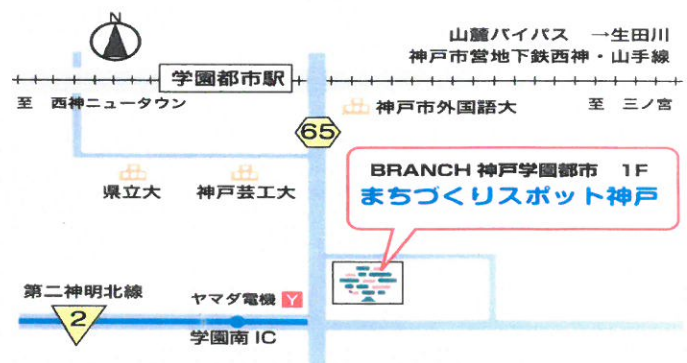 N
山麓バイパス →生田川
神戸市営地下鉄西神・山手線
学園都市駅
至 西神ニュータウン
神戸市外国語大
至 三ノ宮
65
県立大
神戸芸工大
BRANCH 神戸学園都市 1F
まちづくりスポット神戸
第二神明北線
2
ヤマダ電機 Y
学園南 IC